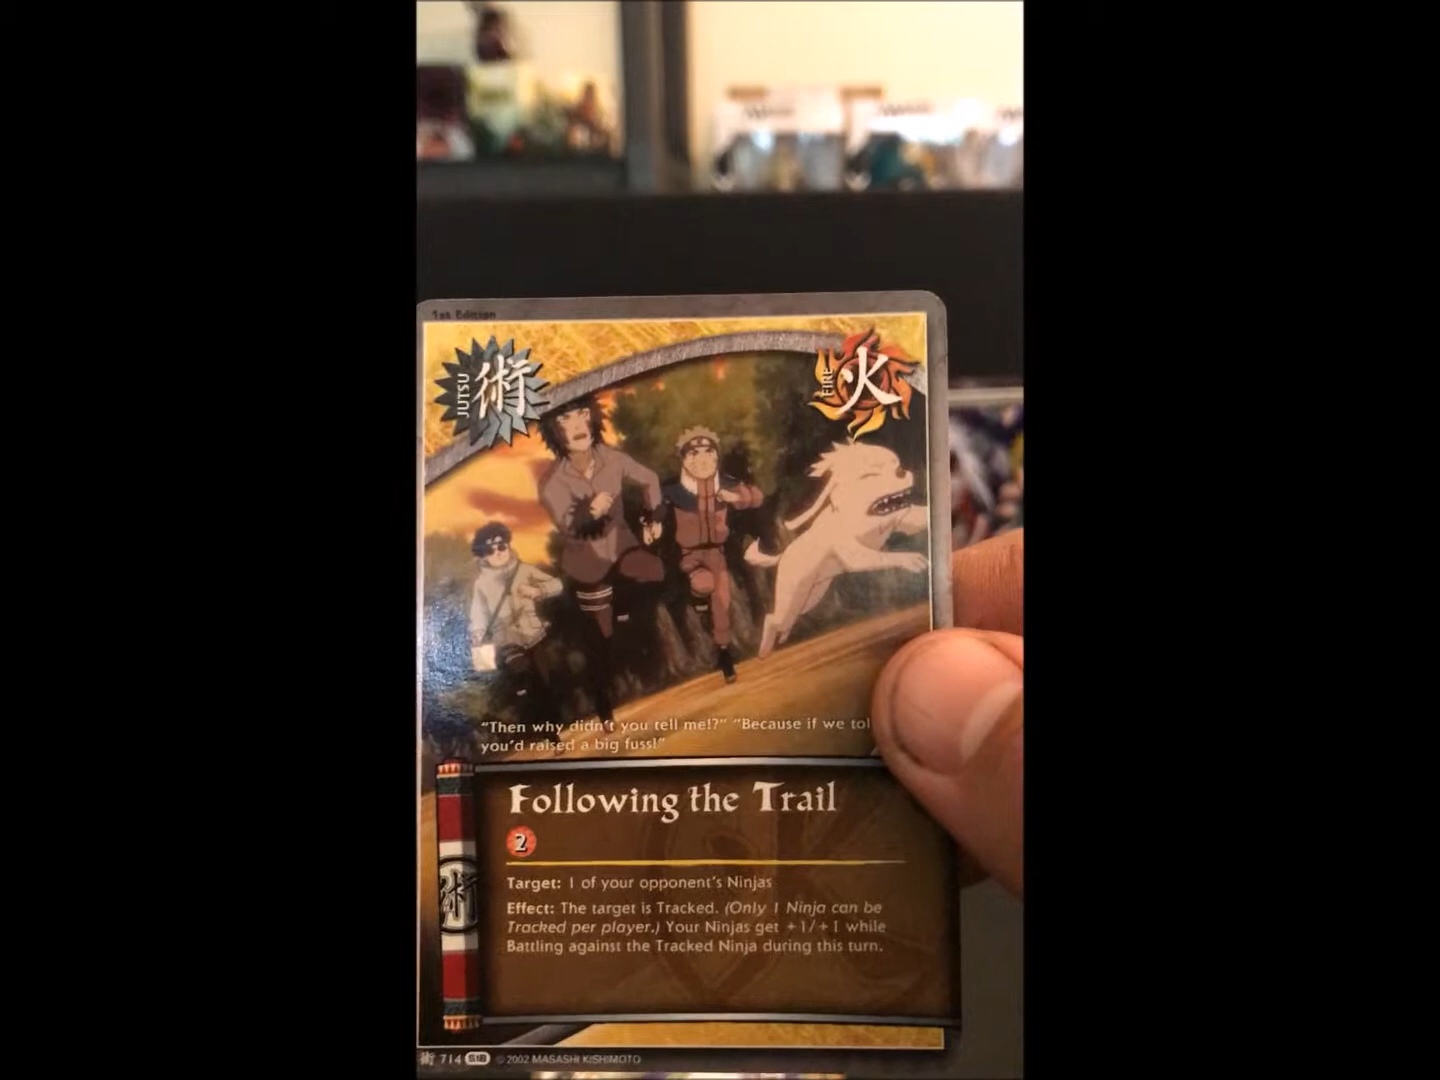 1st Edition
JUTSU 術
FIRE 火
"Then why didn't you tell me!?" "Because if we tol
you'd raised a big fuss!"
Following the Trail
2
Target: 1 of your opponent's Ninjas
Effect: The target is Tracked. (Only 1 Ninja can be
Tracked per player.) Your Ninjas get +1/+1 while
Battling against the Tracked Ninja during this turn.
術
術 714 ©2002 MASASHI KISHIMOTO